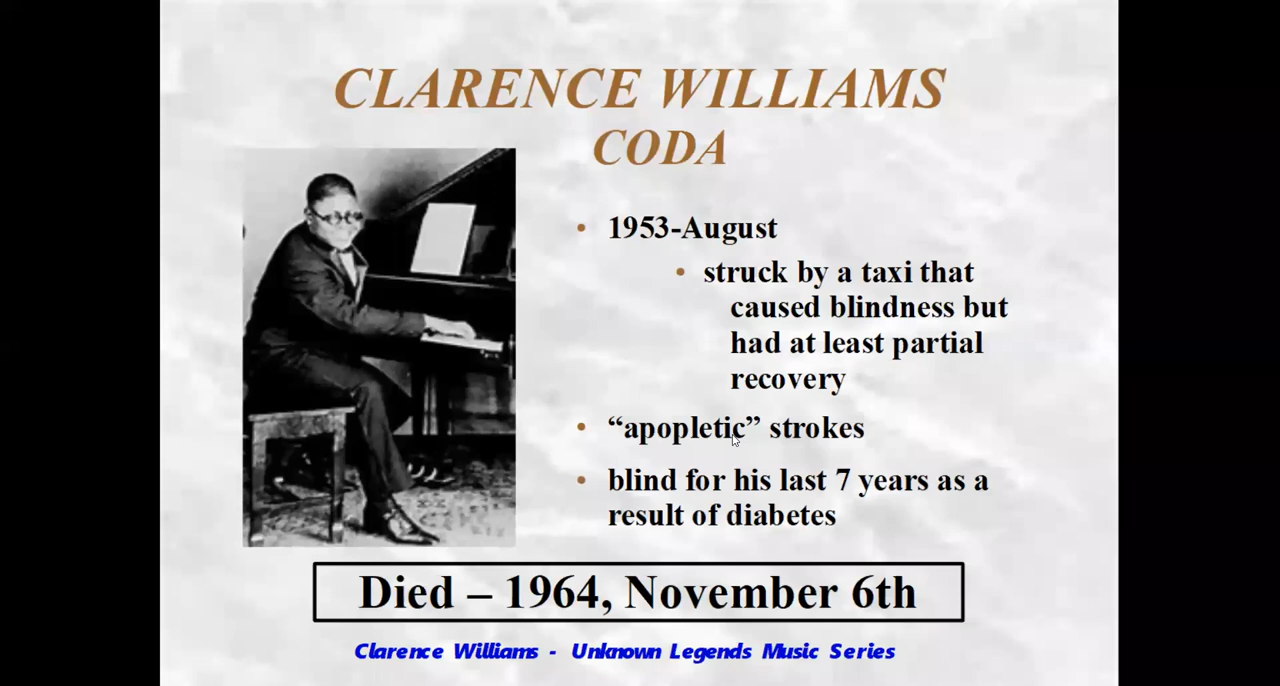 CLARENCE WILLIAMS
CODA
• 1953-August
• struck by a taxi that
caused blindness but
had at least partial
recovery
• “apopletic” strokes
• blind for his last 7 years as a
result of diabetes
Died – 1964, November 6th
Clarence Williams - Unknown Legends Music Series